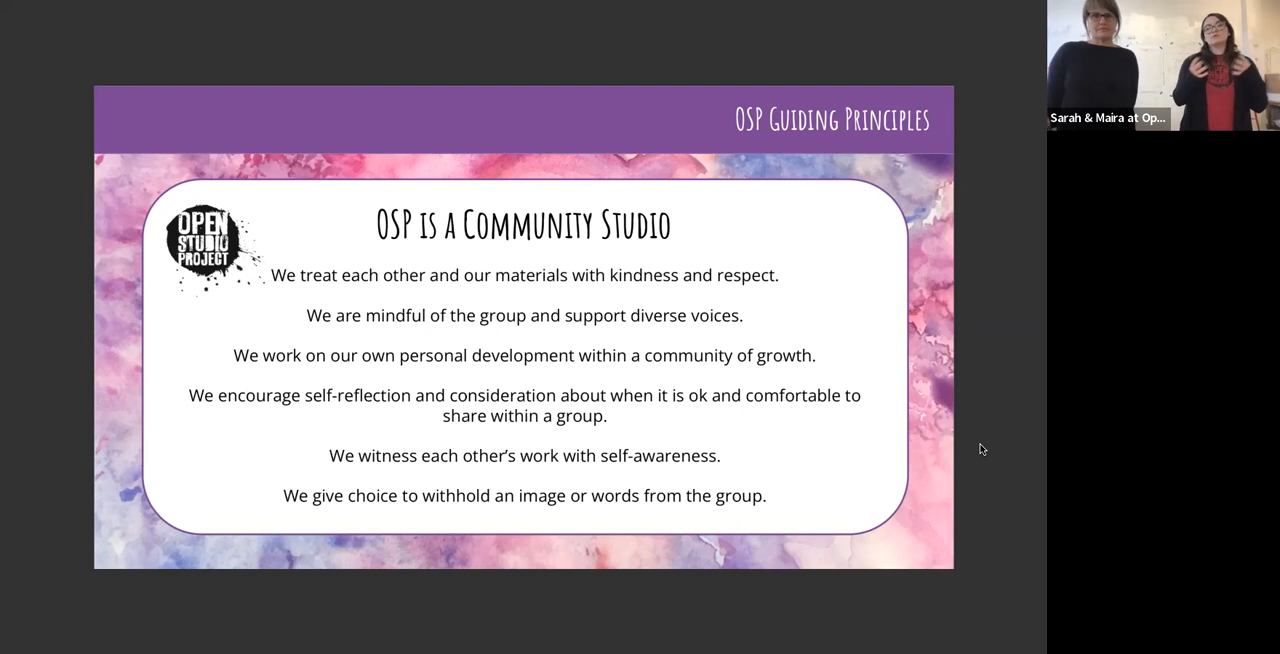 OSP Guiding Principles
OPEN
STUDIO
PROJECT
OSP is a Community Studio
We treat each other and our materials with kindness and respect.
We are mindful of the group and support diverse voices.
We work on our own personal development within a community of growth.
We encourage self-reflection and consideration about when it is ok and comfortable to
share within a group.
We witness each other’s work with self-awareness.
We give choice to withhold an image or words from the group.
Sarah & Maira at Op...